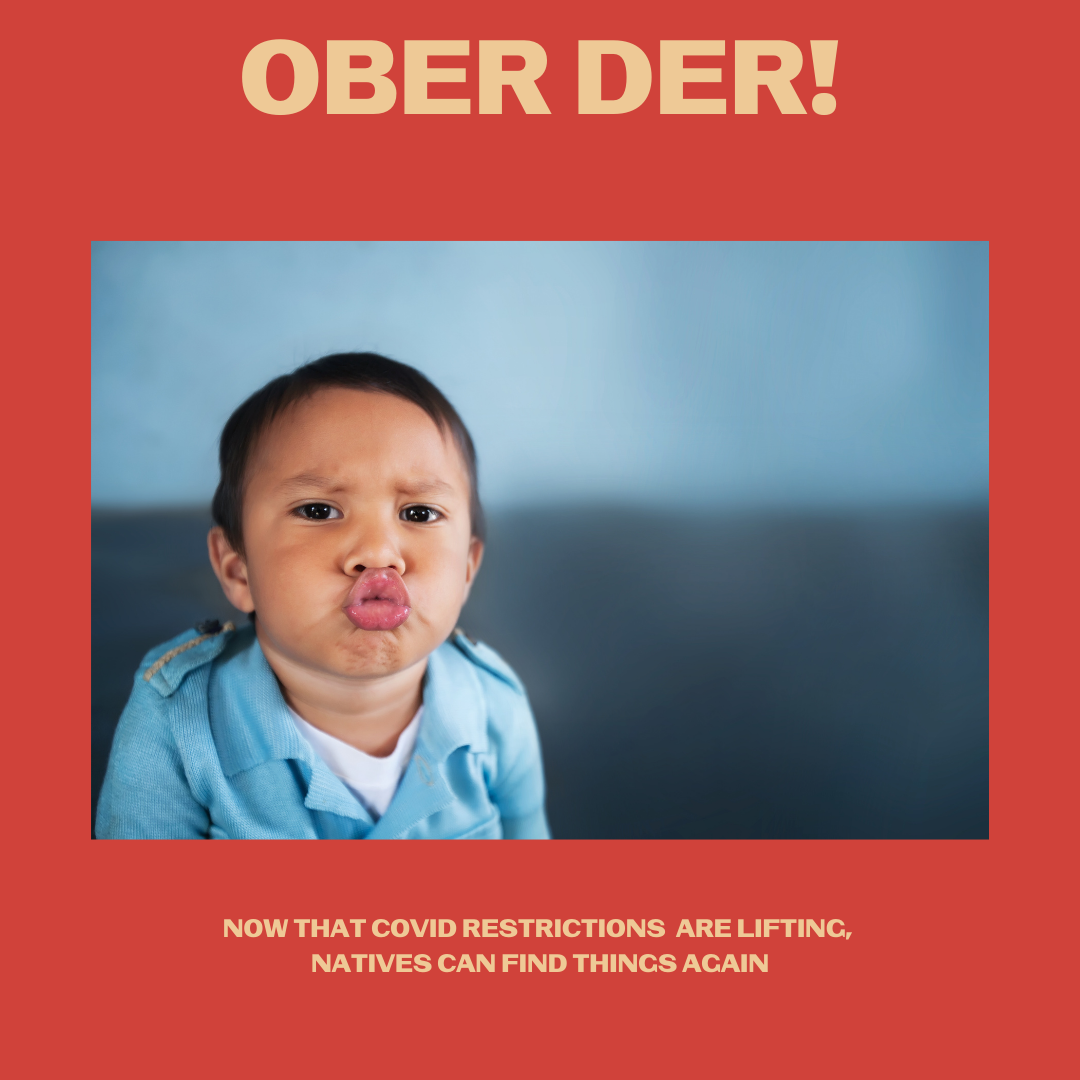 OBER DER!
NOW THAT COVID RESTRICTIONS  ARE LIFTING,
NATIVES CAN FIND THINGS AGAIN